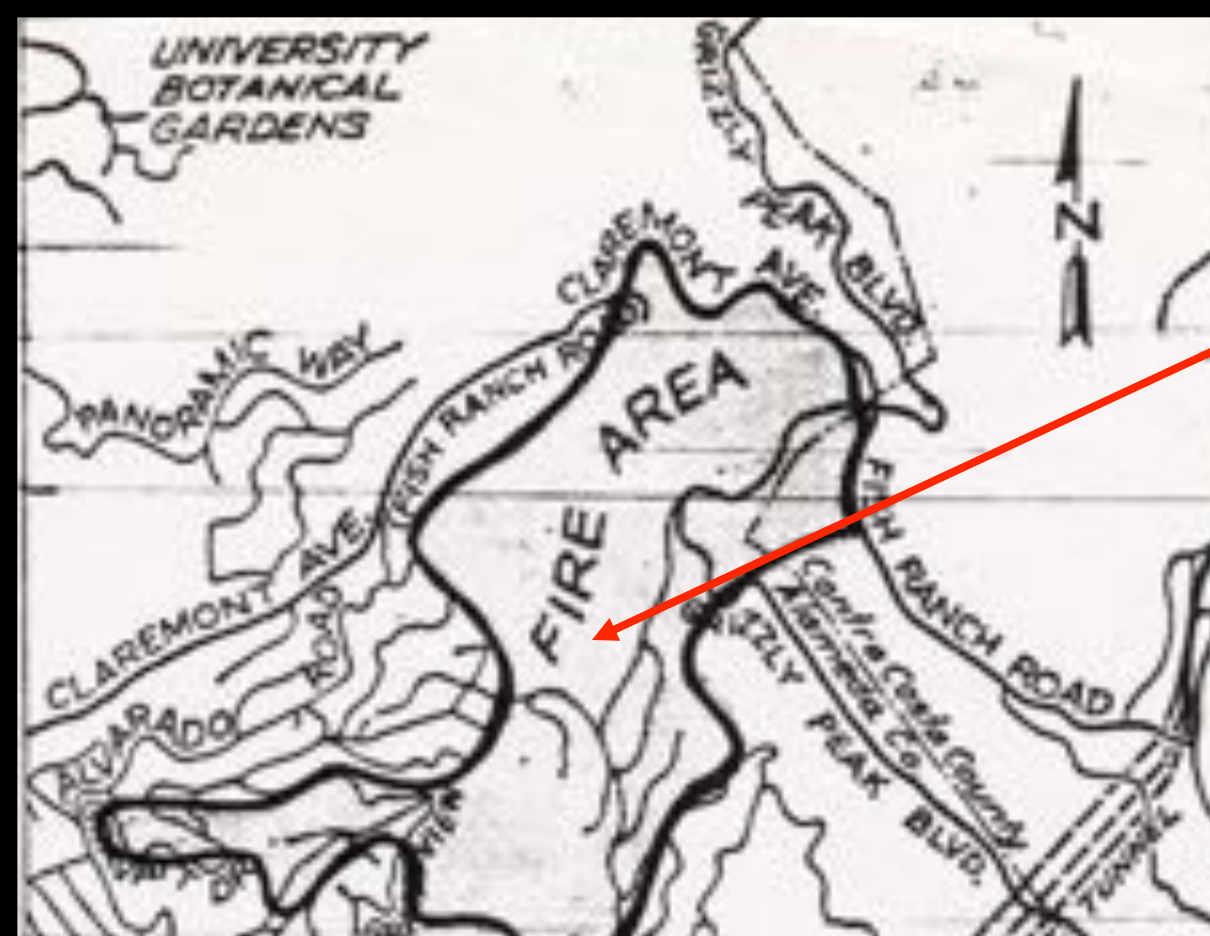 UNIVERSITY
BOTANICAL
GARDENS
GRIZZLY PEAK BLVD.
N
CLAREMONT AVE.
(FISH RANCH ROAD)
PANORAMIC WAY
AREA
FIRE
FISH RANCH ROAD
CLAREMONT AVE.
Contra Costa County
Alameda Co.
GRIZZLY PEAK BLVD.
ROAD
ALVARADO
TUNNEL
VIEW